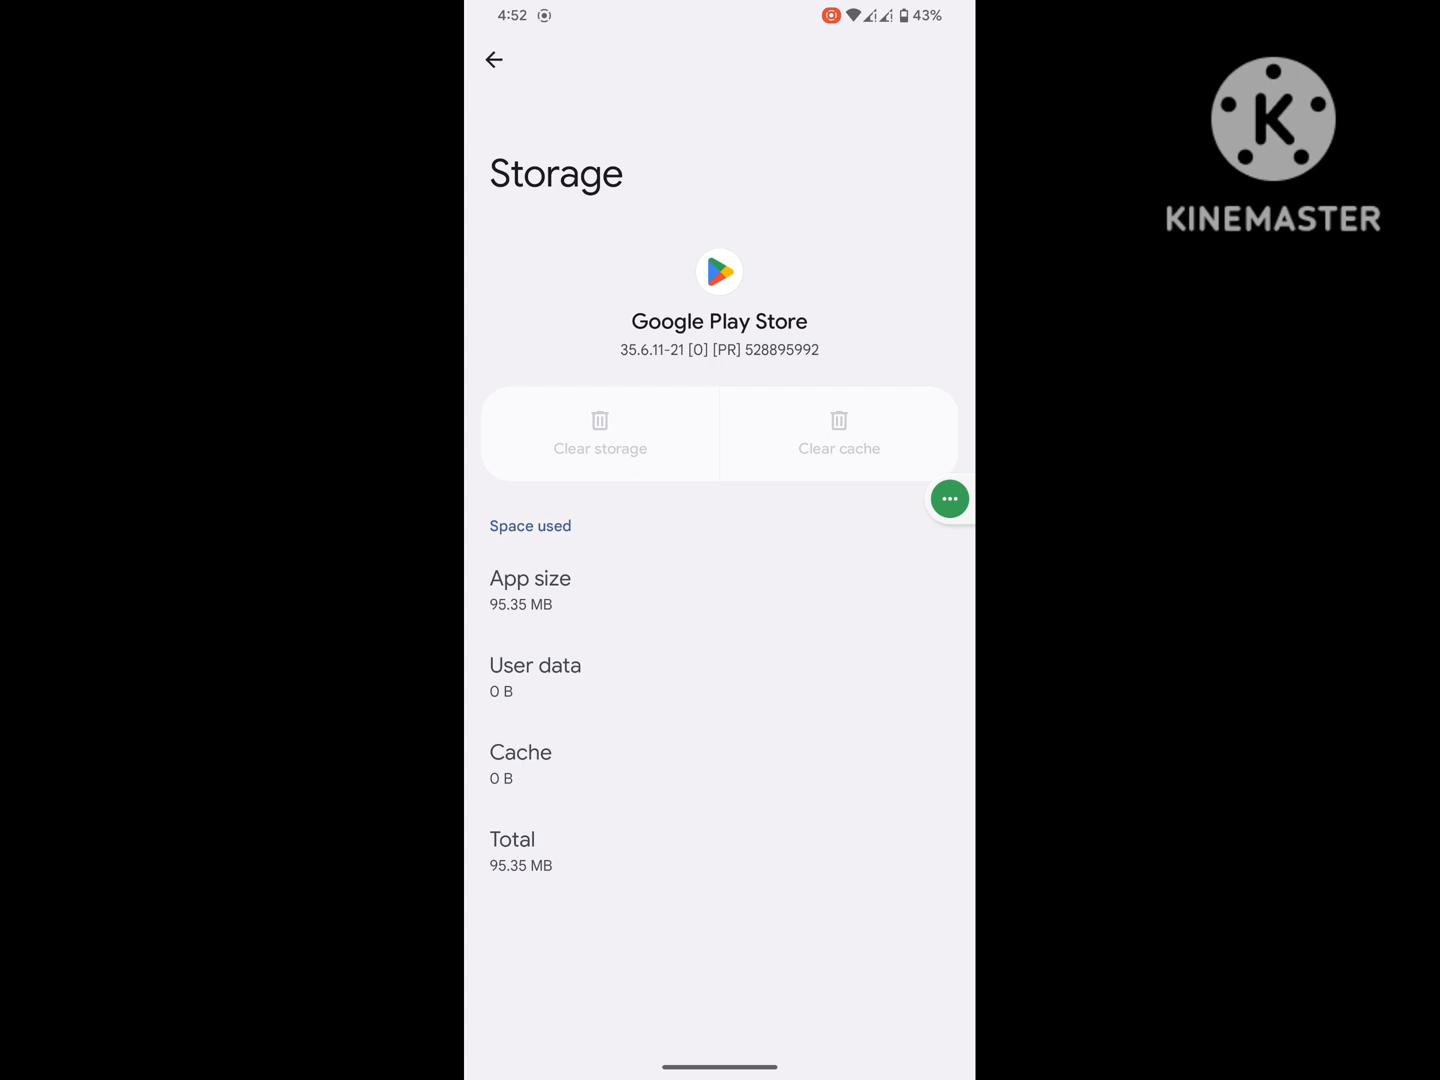 4:52
43%
KINEMASTER
Storage
Google Play Store
35.6.11-21 [0] [PR] 528895992
Clear storage
Clear cache
Space used
App size
95.35 MB
User data
0 B
Cache
0 B
Total
95.35 MB